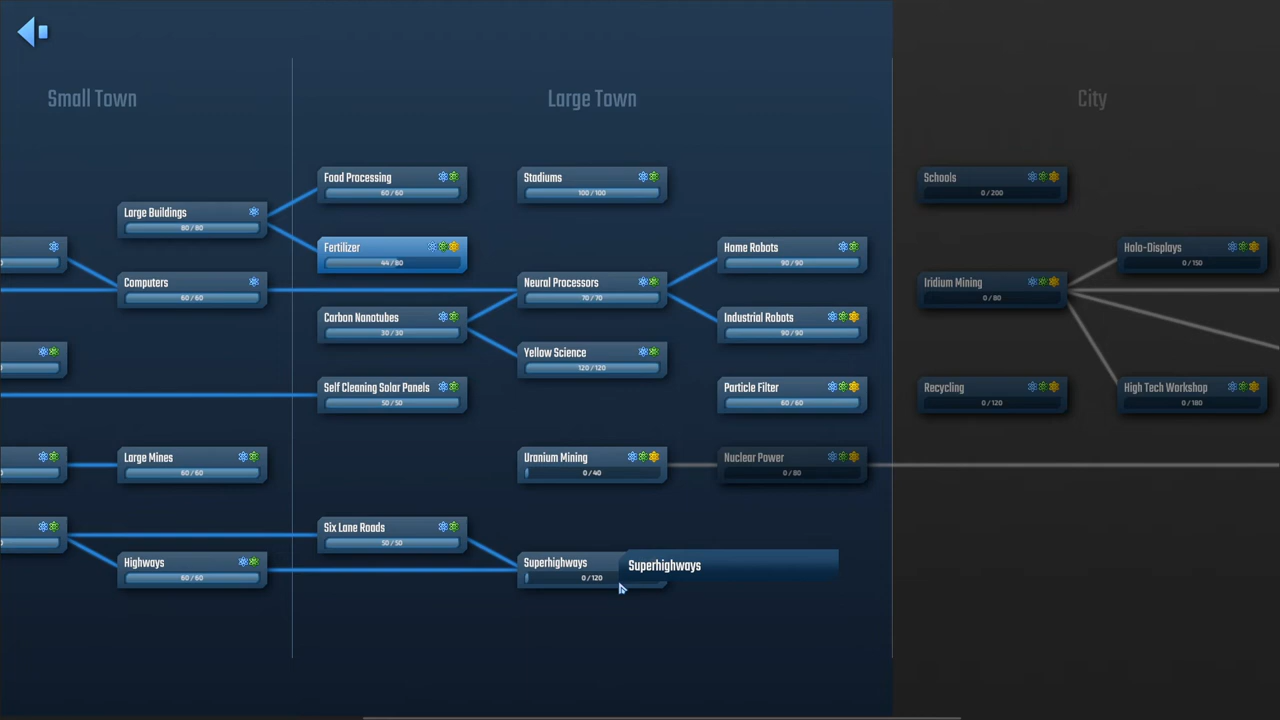 Small Town
Large Town
City
Food Processing
60/60
Stadiums
100/100
Schools
0/200
Large Buildings
80/80
Fertilizer
44/80
Home Robots
90/90
Halo-Displays
0/150
Computers
60/60
Neural Processors
70/70
Iridium Mining
0/80
Carbon Nanotubes
30/30
Industrial Robots
90/90
Yellow Science
120/120
Self Cleaning Solar Panels
50/50
Particle Filter
60/60
Recycling
0/120
High Tech Workshop
0/180
Large Mines
60/60
Uranium Mining
0/40
Nuclear Power
0/80
Six Lane Roads
50/50
Highways
60/60
Superhighways
0/120
Superhighways